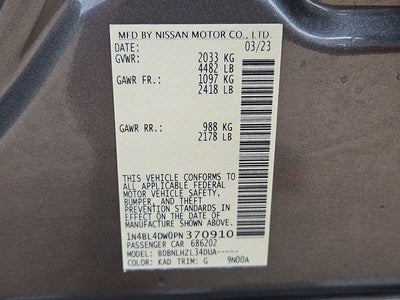 MFD BY NISSAN MOTOR CO., LTD.
DATE: 03/23
GVWR: 2033 KG
4482 LB
GAWR FR.: 1097 KG
2418 LB
GAWR RR.: 988 KG
2178 LB
THIS VEHICLE CONFORMS TO
ALL APPLICABLE FEDERAL
MOTOR VEHICLE SAFETY,
BUMPER, AND THEFT
PREVENTION STANDARDS IN
EFFECT ON THE DATE OF
MANUFACTURE SHOWN ABOVE.
1N4BL4DW0PN370910
PASSENGER CAR 686202
MODEL: BDBNLHZL34DUA-----
COLOR: KAD TRIM: G 9N00A